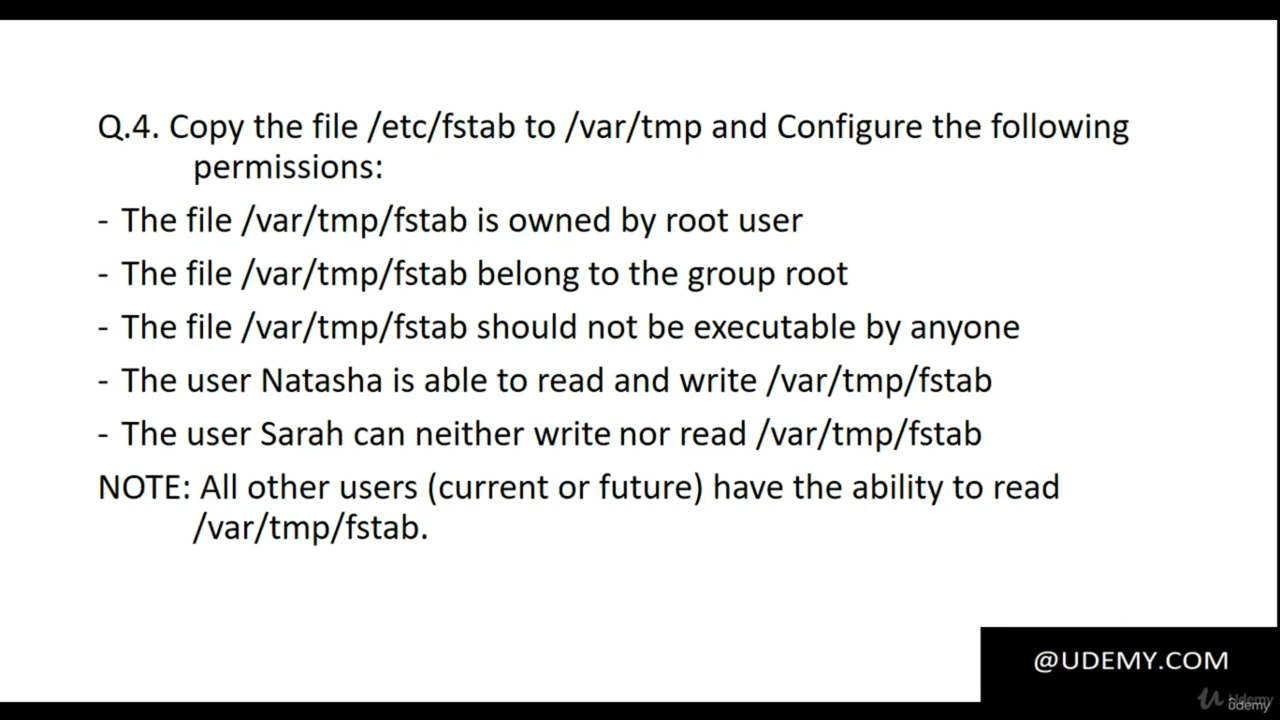 Q.4. Copy the file /etc/fstab to /var/tmp and Configure the following
permissions:
- The file /var/tmp/fstab is owned by root user
- The file /var/tmp/fstab belong to the group root
- The file /var/tmp/fstab should not be executable by anyone
- The user Natasha is able to read and write /var/tmp/fstab
- The user Sarah can neither write nor read /var/tmp/fstab
NOTE: All other users (current or future) have the ability to read
/var/tmp/fstab.
@UDEMY.COM
Udemy
ûdemy